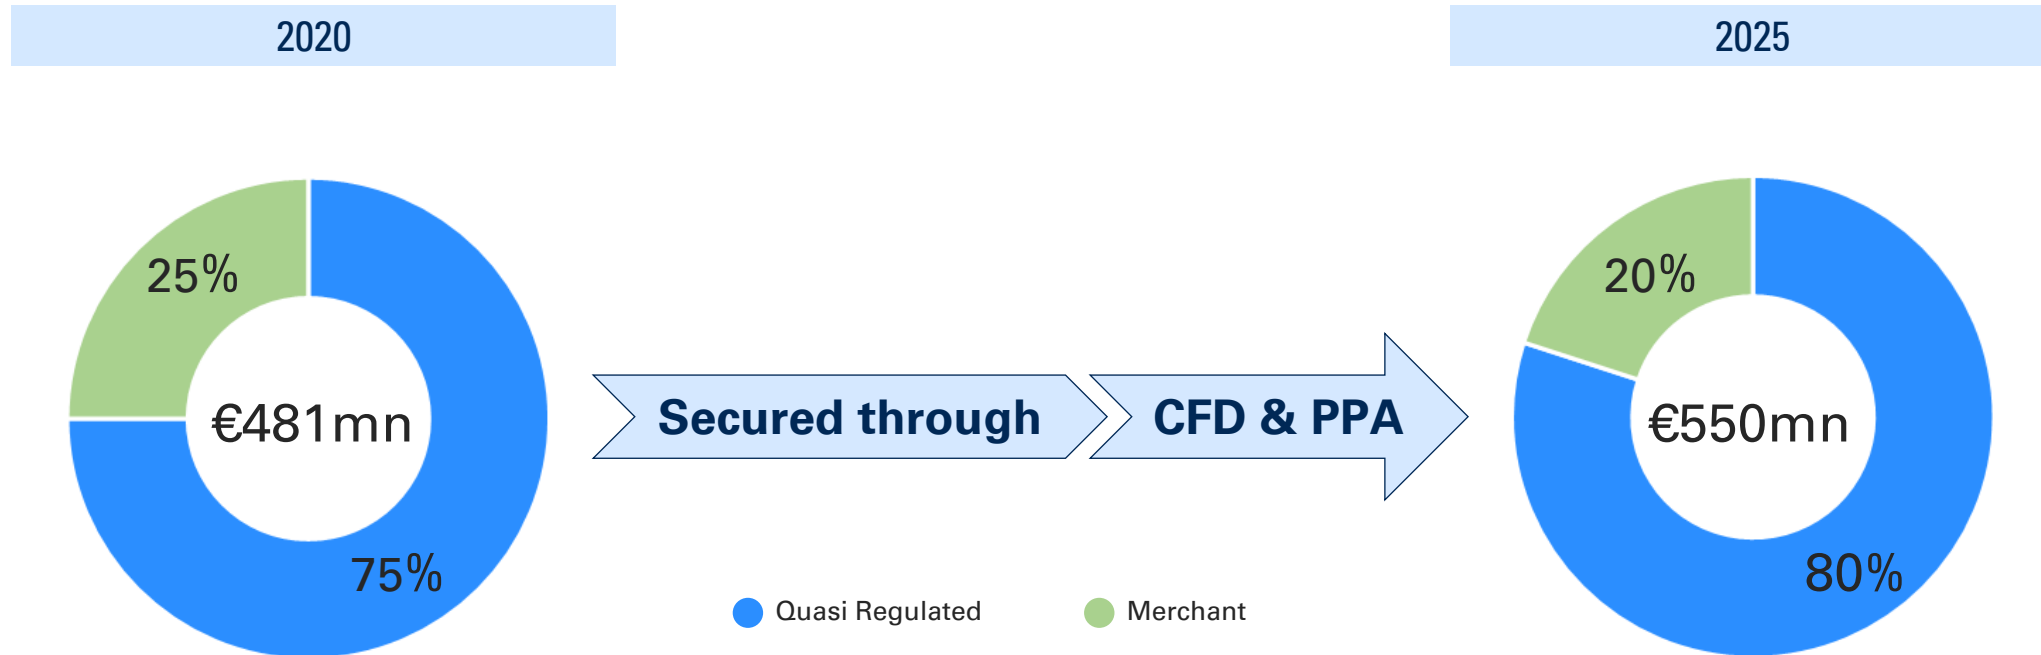 2020
2025
25%
€481mn
75%
Secured through
CFD & PPA
20%
€550mn
80%
Quasi Regulated
Merchant